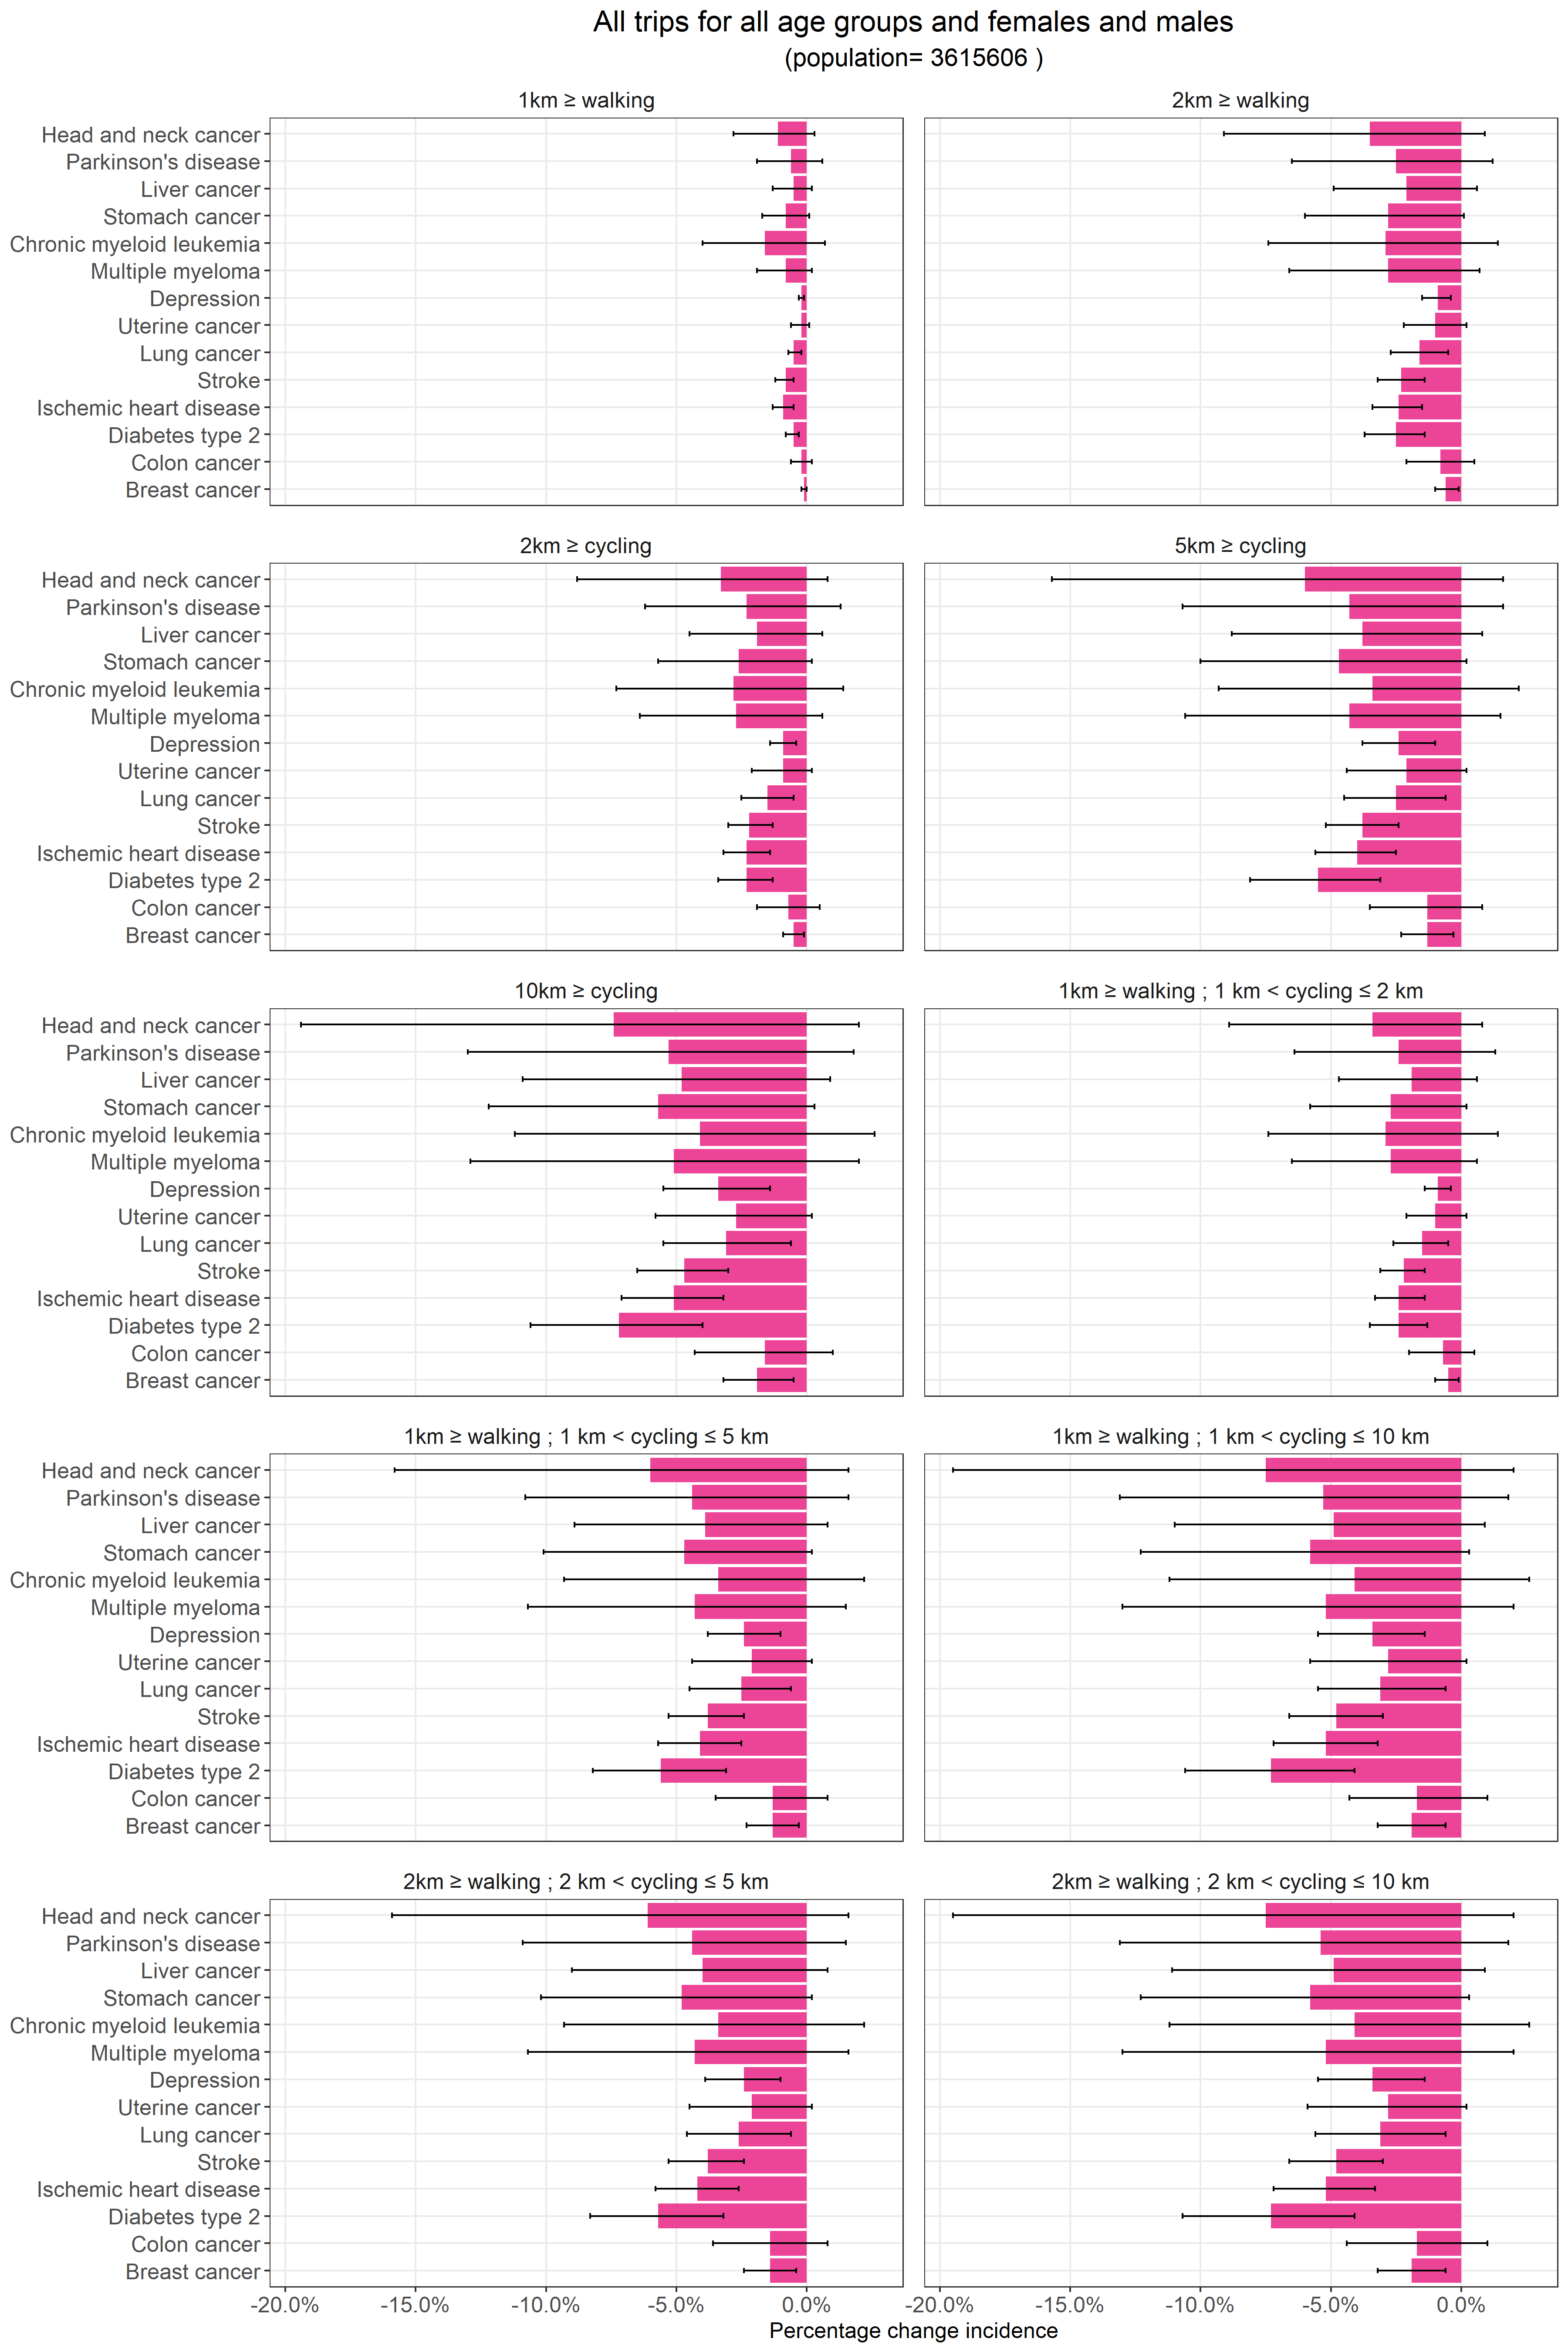 All trips for all age groups and females and males
(population= 3615606 )
1km ≥ walking
2km ≥ walking
Head and neck cancer
Parkinson's disease
Liver cancer
Stomach cancer
Chronic myeloid leukemia
Multiple myeloma
Depression
Uterine cancer
Lung cancer
Stroke
Ischemic heart disease
Diabetes type 2
Colon cancer
Breast cancer
2km ≥ cycling
5km ≥ cycling
Head and neck cancer
Parkinson's disease
Liver cancer
Stomach cancer
Chronic myeloid leukemia
Multiple myeloma
Depression
Uterine cancer
Lung cancer
Stroke
Ischemic heart disease
Diabetes type 2
Colon cancer
Breast cancer
10km ≥ cycling
1km ≥ walking ; 1 km < cycling ≤ 2 km
Head and neck cancer
Parkinson's disease
Liver cancer
Stomach cancer
Chronic myeloid leukemia
Multiple myeloma
Depression
Uterine cancer
Lung cancer
Stroke
Ischemic heart disease
Diabetes type 2
Colon cancer
Breast cancer
1km ≥ walking ; 1 km < cycling ≤ 5 km
1km ≥ walking ; 1 km < cycling ≤ 10 km
Head and neck cancer
Parkinson's disease
Liver cancer
Stomach cancer
Chronic myeloid leukemia
Multiple myeloma
Depression
Uterine cancer
Lung cancer
Stroke
Ischemic heart disease
Diabetes type 2
Colon cancer
Breast cancer
2km ≥ walking ; 2 km < cycling ≤ 5 km
2km ≥ walking ; 2 km < cycling ≤ 10 km
Head and neck cancer
Parkinson's disease
Liver cancer
Stomach cancer
Chronic myeloid leukemia
Multiple myeloma
Depression
Uterine cancer
Lung cancer
Stroke
Ischemic heart disease
Diabetes type 2
Colon cancer
Breast cancer
-20.0% -15.0% -10.0% -5.0% 0.0% -20.0% -15.0% -10.0% -5.0% 0.0%
Percentage change incidence